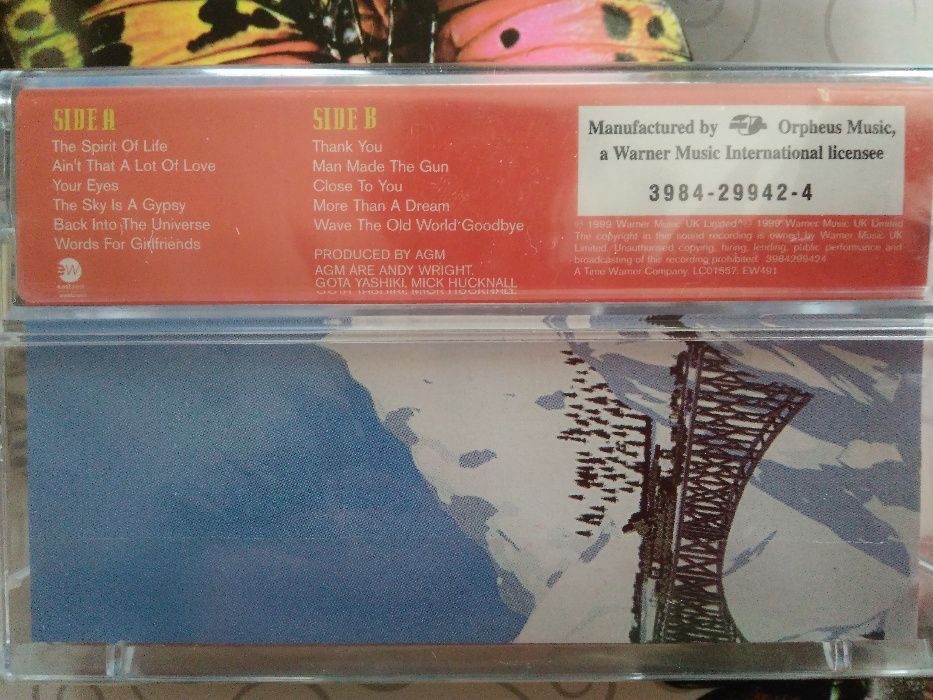 SIDE A
The Spirit Of Life
Ain't That A Lot Of Love
Your Eyes
The Sky Is A Gypsy
Back Into The Universe
Words For Girlfriends
ew
SIDE B
Thank You
Man Made The Gun
Close To You
More Than A Dream
Wave The Old World Goodbye
PRODUCED BY AGM
AGM ARE ANDY WRIGHT,
GOTA YASHIKI, MICK HUCKNALL
Manufactured by Orpheus Music,
a Warner Music International licensee
3984-29942-4
℗ 1999 Warner Music UK Limited © 1999 Warner Music UK Limited
The copyright in this sound recording is owned by Warner Music UK
Limited. Unauthorised copying, hiring, lending, public performance and
broadcasting of this recording prohibited. 3984299424
A Time Warner Company. LC01557. EW491